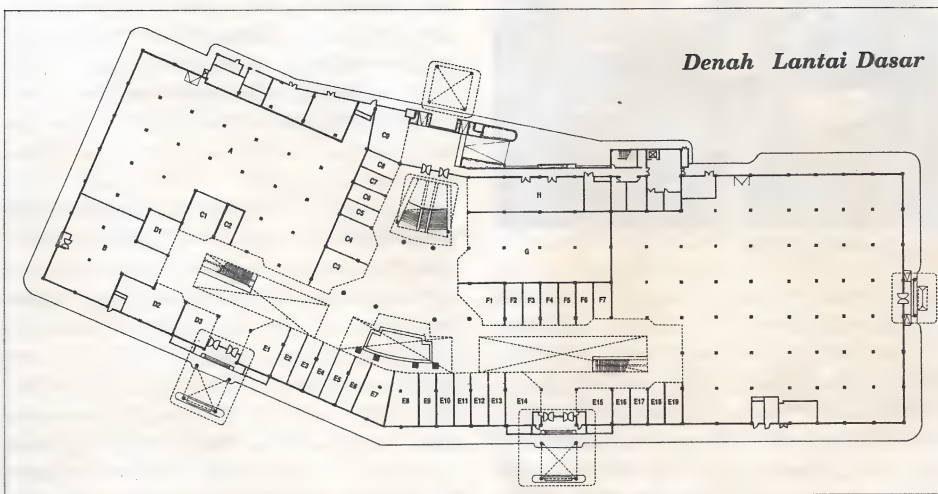 Denah Lantai Dasar
A
B
C1
C2
C3
C4
C5
C6
C7
C8
C9
D1
D2
D3
E1
E2
E3
E4
E5
E6
E7
E8
E9
E10
E11
E12
E13
E14
E15
E16
E17
E18
E19
F1
F2
F3
F4
F5
F6
F7
G
H